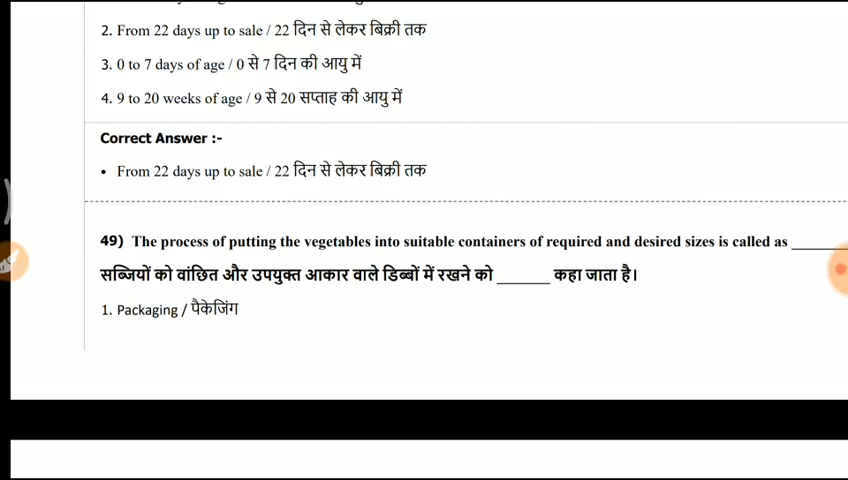 2. From 22 days up to sale / 22 दिन से लेकर बिक्री तक
3. 0 to 7 days of age / 0 से 7 दिन की आयु में
4. 9 to 20 weeks of age / 9 से 20 सप्ताह की आयु में
Correct Answer :-
• From 22 days up to sale / 22 दिन से लेकर बिक्री तक
49) The process of putting the vegetables into suitable containers of required and desired sizes is called as ______
सब्जियों को वांछित और उपयुक्त आकार वाले डिब्बों में रखने को ______ कहा जाता है।
1. Packaging / पैकेजिंग